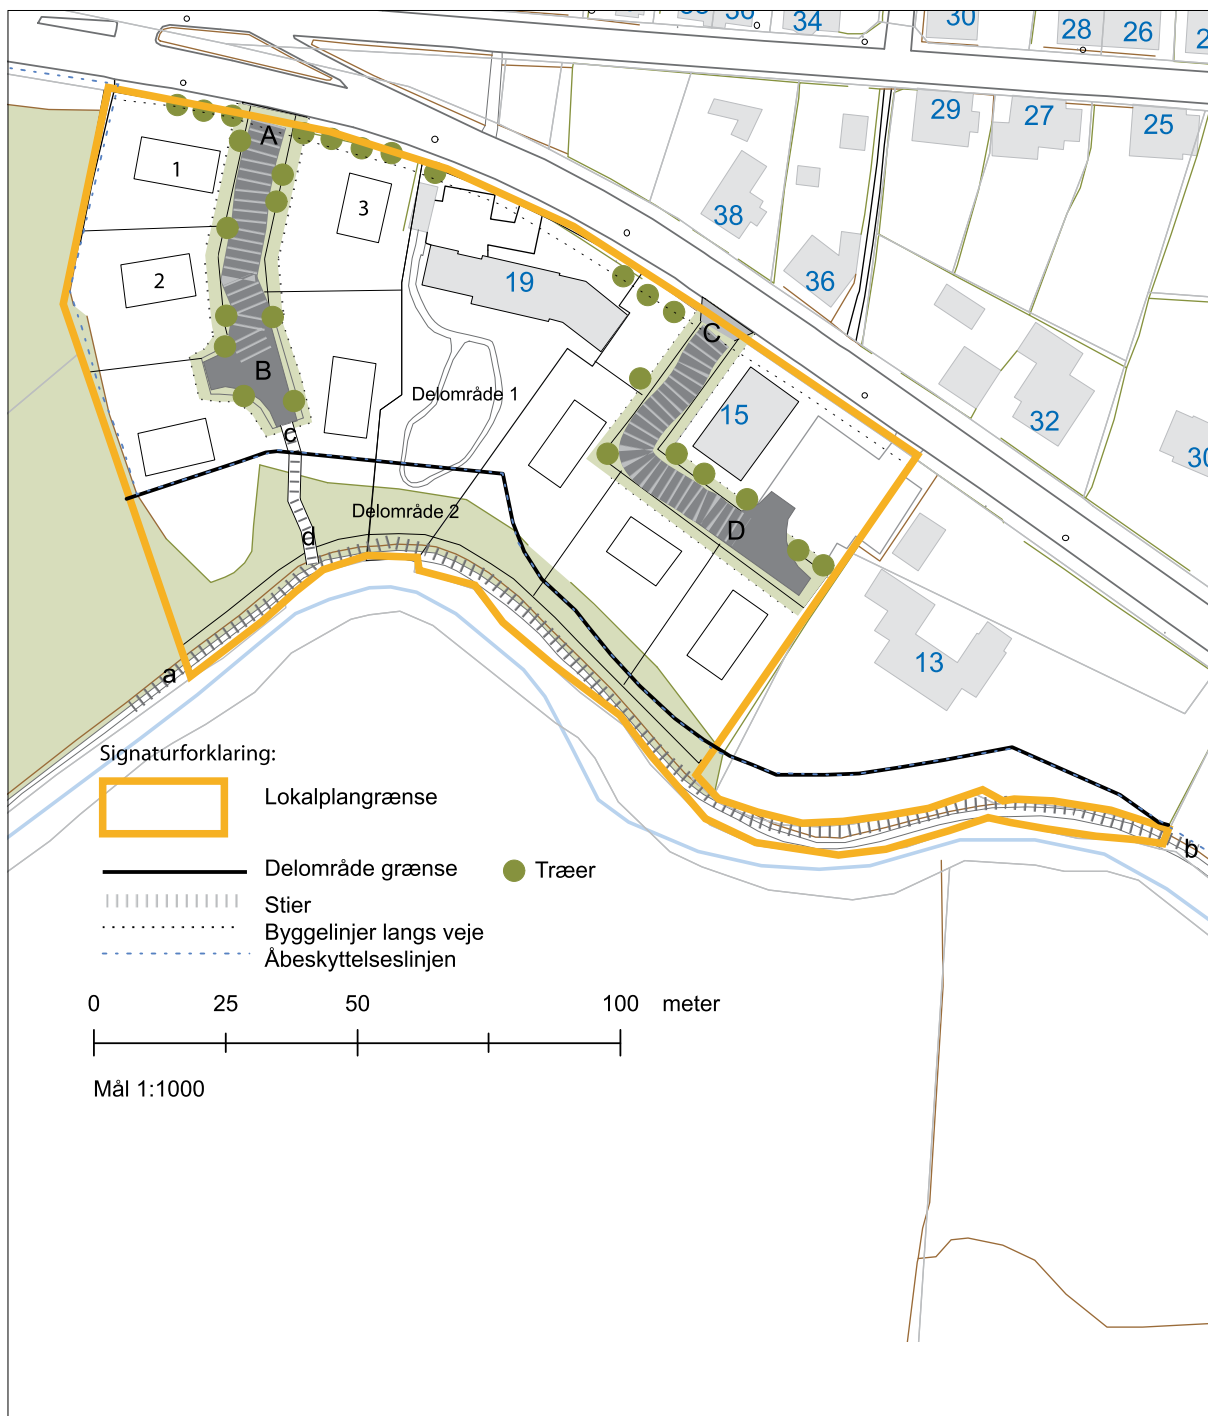 34
30
28
26
29
27
25
38
36
32
A
1
3
2
19
C
15
B
Delområde 1
c
Delområde 2
d
D
13
a
b
Signaturforklaring:
Lokalplangrænse
Delområde grænse
Træer
Stier
Byggelinjer langs veje
Åbeskyttelseslinjen
0 25 50 100 meter
Mål 1:1000